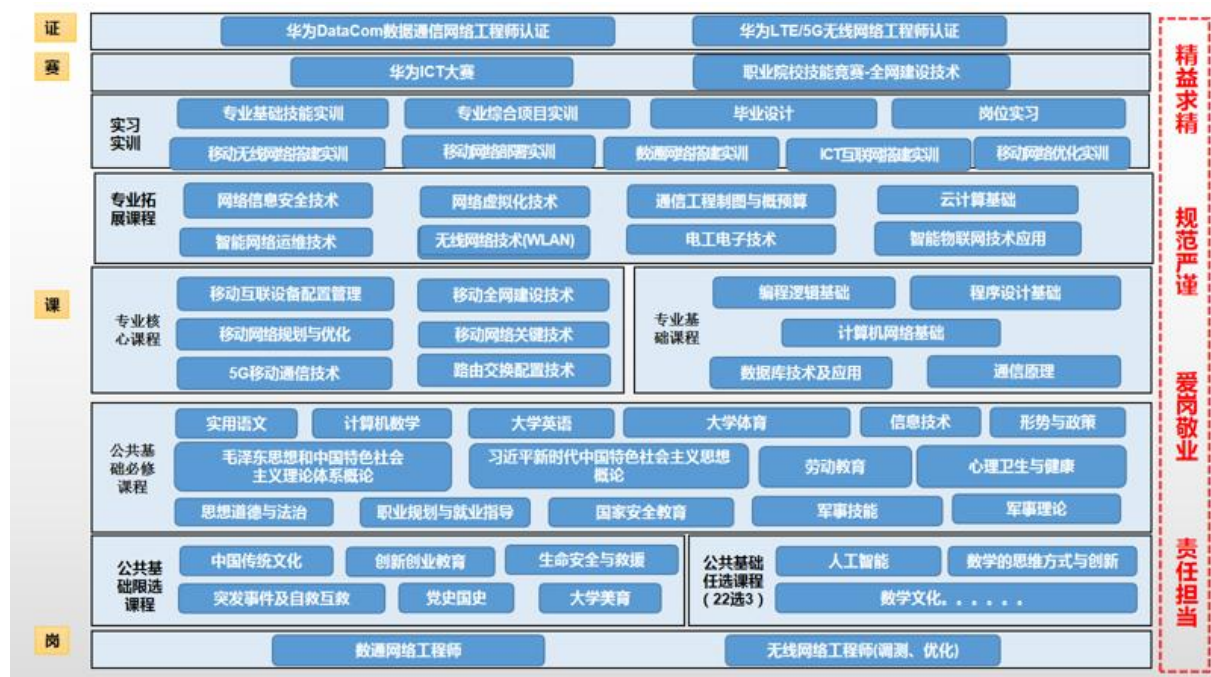 证
华为DataCom数据通信网络工程师认证
华为LTE/5G无线网络工程师认证
赛
华为ICT大赛
职业院校技能竞赛-全网建设技术
实习
实训
专业基础技能实训
专业综合项目实训
毕业设计
岗位实习
移动无线网络搭建实训
移动网络部署实训
数通网络搭建实训
ICT互联网搭建实训
移动网络优化实训
课
专业拓
展课程
网络信息安全技术
网络虚拟化技术
通信工程制图与概预算
云计算基础
智能网络运维技术
无线网络技术(WLAN)
电工电子技术
智能物联网技术应用
专业核
心课程
移动互联设备配置管理
移动全网建设技术
移动网络规划与优化
移动网络关键技术
5G移动通信技术
路由交换配置技术
专业基
础课程
编程逻辑基础
程序设计基础
计算机网络基础
数据库技术及应用
通信原理
公共基
础必修
课程
实用语文
计算机数学
大学英语
大学体育
信息技术
形势与政策
毛泽东思想和中国特色社会
主义理论体系概论
习近平新时代中国特色社会主义思想
概论
劳动教育
心理卫生与健康
思想道德与法治
职业规划与就业指导
国家安全教育
军事技能
军事理论
公共基
础限选
课程
中国传统文化
创新创业教育
生命安全与救援
突发事件及自救互救
党史国史
大学美育
公共基础
任选课程
（22选3）
人工智能
数学的思维方式与创新
数学文化。。。。。。
岗
数通网络工程师
无线网络工程师(调测、优化)
精益求精
规范严谨
爱岗敬业
责任担当